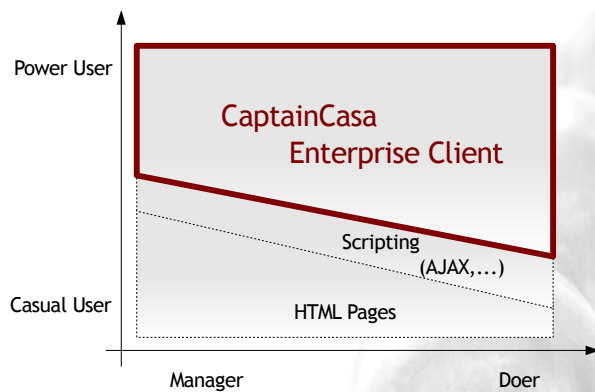 Power User
CaptainCasa
Enterprise Client
Scripting
(AJAX,...)
Casual User
HTML Pages
Manager
Doer